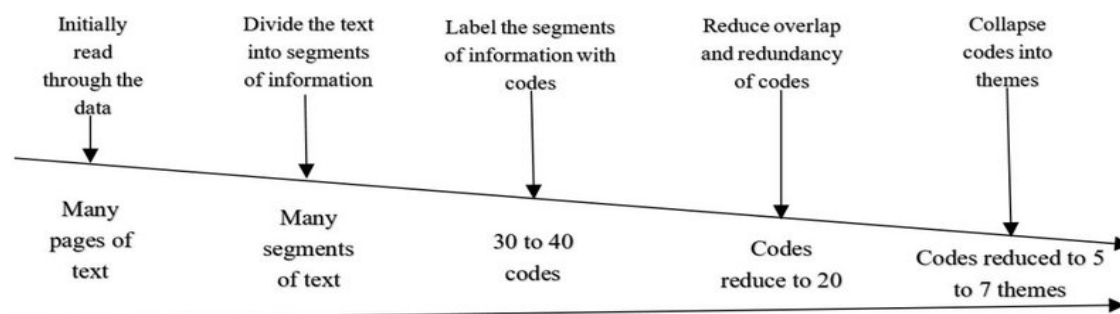 Initially
read
through the
data
Divide the text
into segments
of information
Label the segments
of information with
codes
Reduce overlap
and redundancy
of codes
Collapse
codes into
themes
Many
pages of
text
Many
segments
of text
30 to 40
codes
Codes
reduce to 20
Codes reduced to 5
to 7 themes